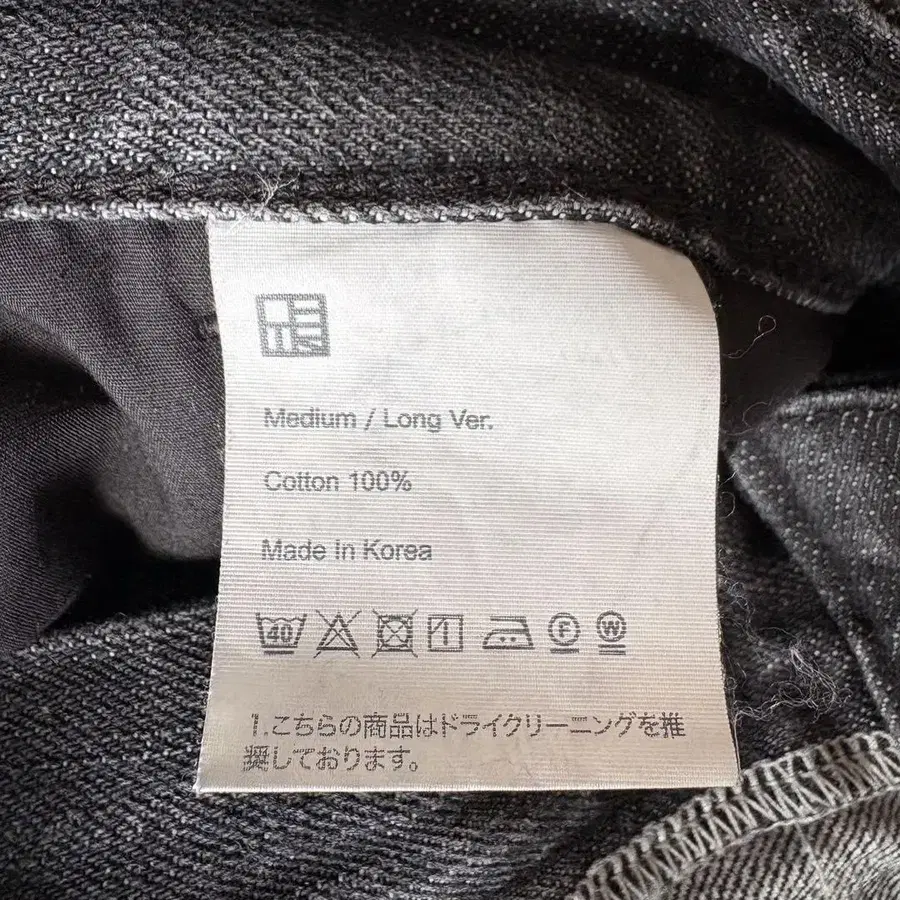 Medium / Long Ver.
Cotton 100%
Made In Korea
40 F W
1.こちらの商品はドライクリーニングを推
奨しております。